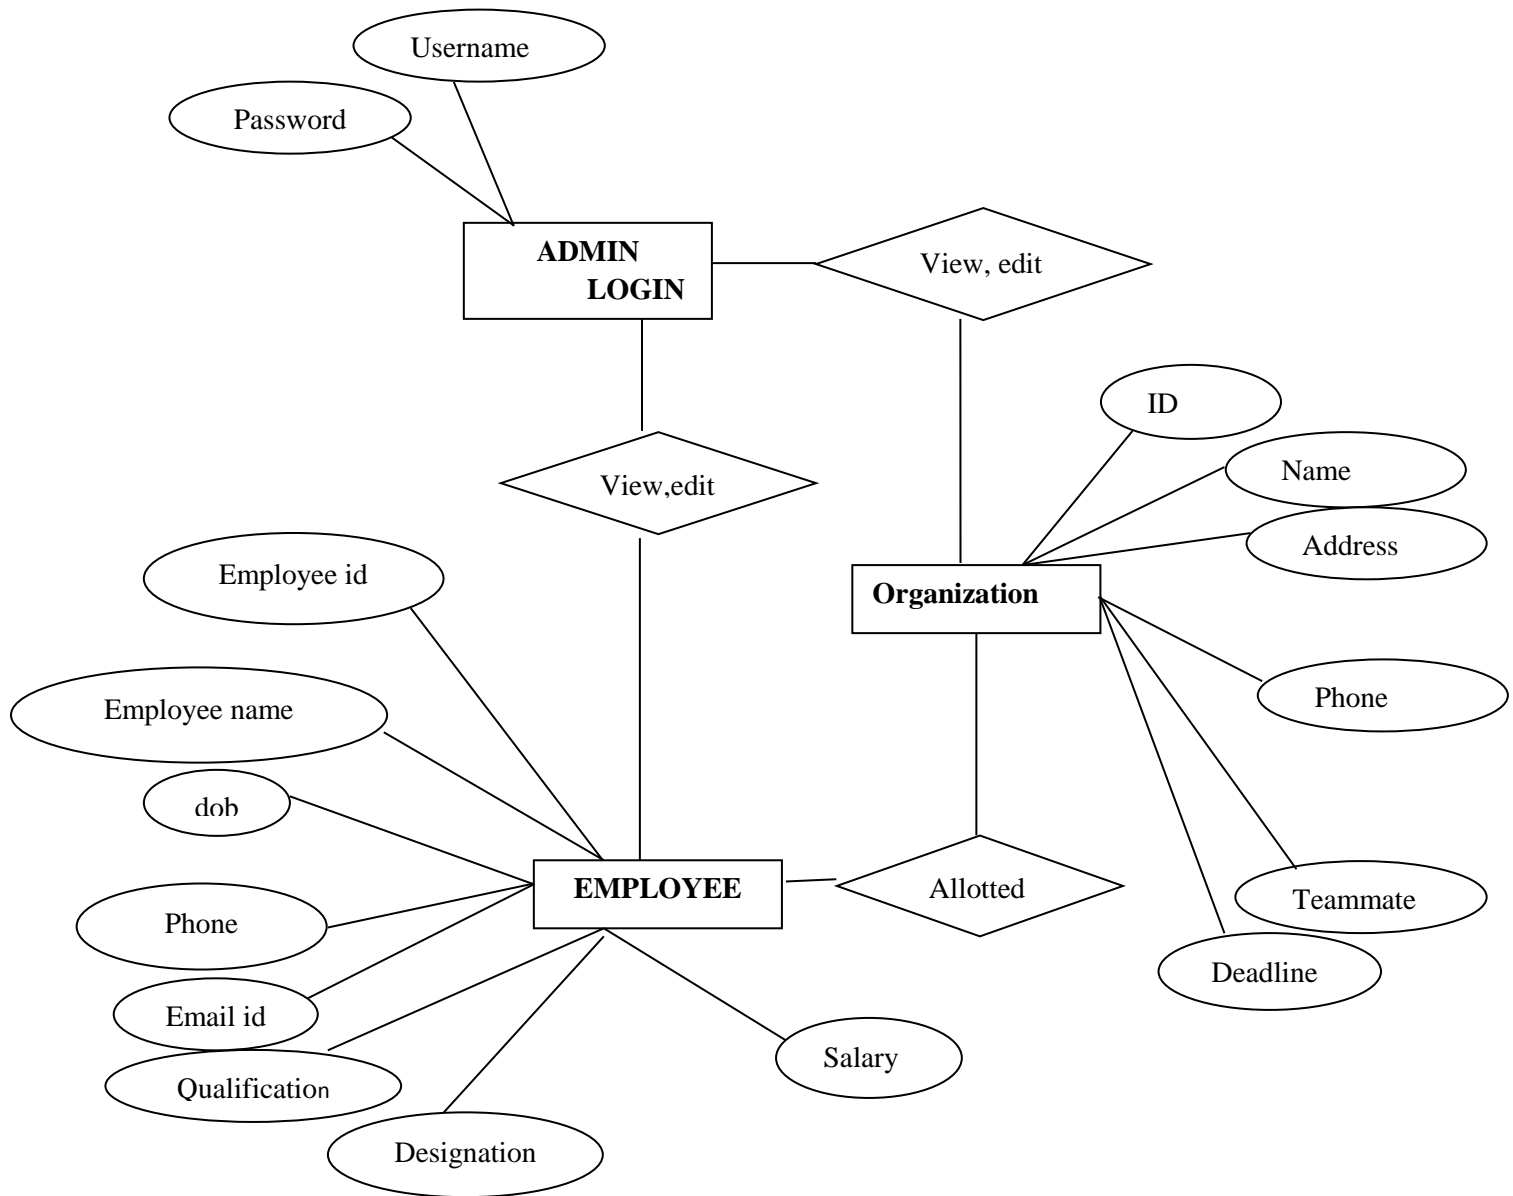 Username
Password
ADMIN
LOGIN
View, edit
ID
Name
View,edit
Address
Employee id
Organization
Phone
Employee name
dob
EMPLOYEE
Allotted
Teammate
Phone
Deadline
Email id
Salary
Qualification
Designation